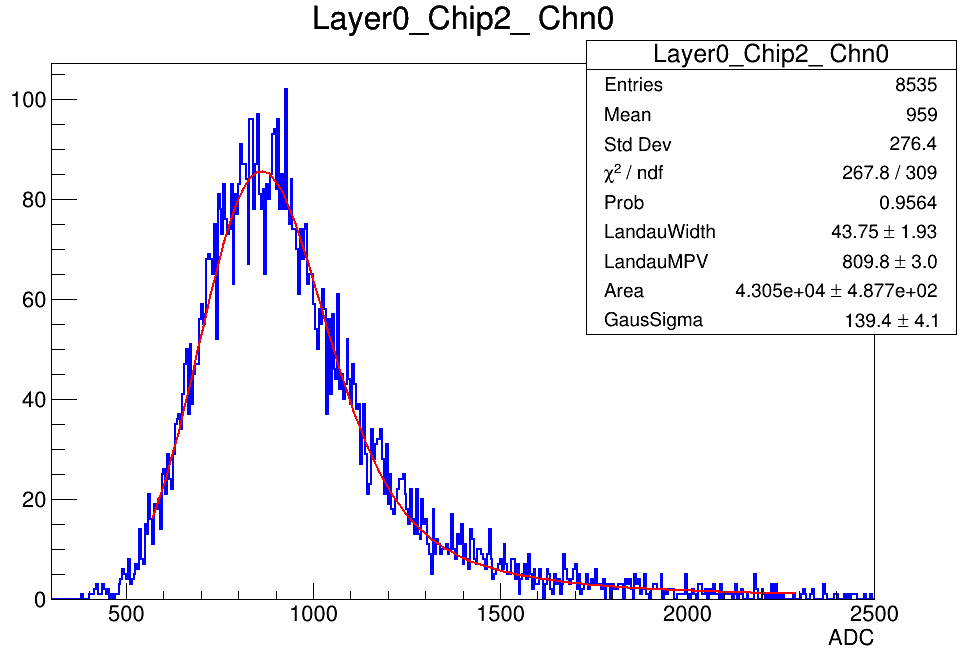 Layer0_Chip2_ Chn0
Layer0_Chip2_ Chn0
Entries 8535
Mean 959
Std Dev 276.4
χ² / ndf 267.8 / 309
Prob 0.9564
LandauWidth 43.75 ± 1.93
LandauMPV 809.8 ± 3.0
Area 4.305e+04 ± 4.877e+02
GausSigma 139.4 ± 4.1
100
80
60
40
20
0
500 1000 1500 2000 2500
ADC